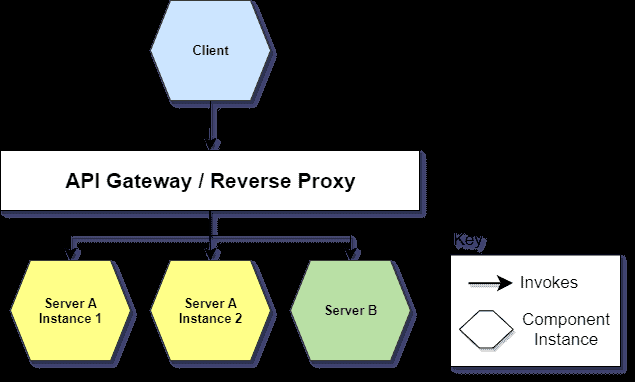 Client
API Gateway / Reverse Proxy
Server A
Instance 1
Server A
Instance 2
Server B
Key
Invokes
Component
Instance